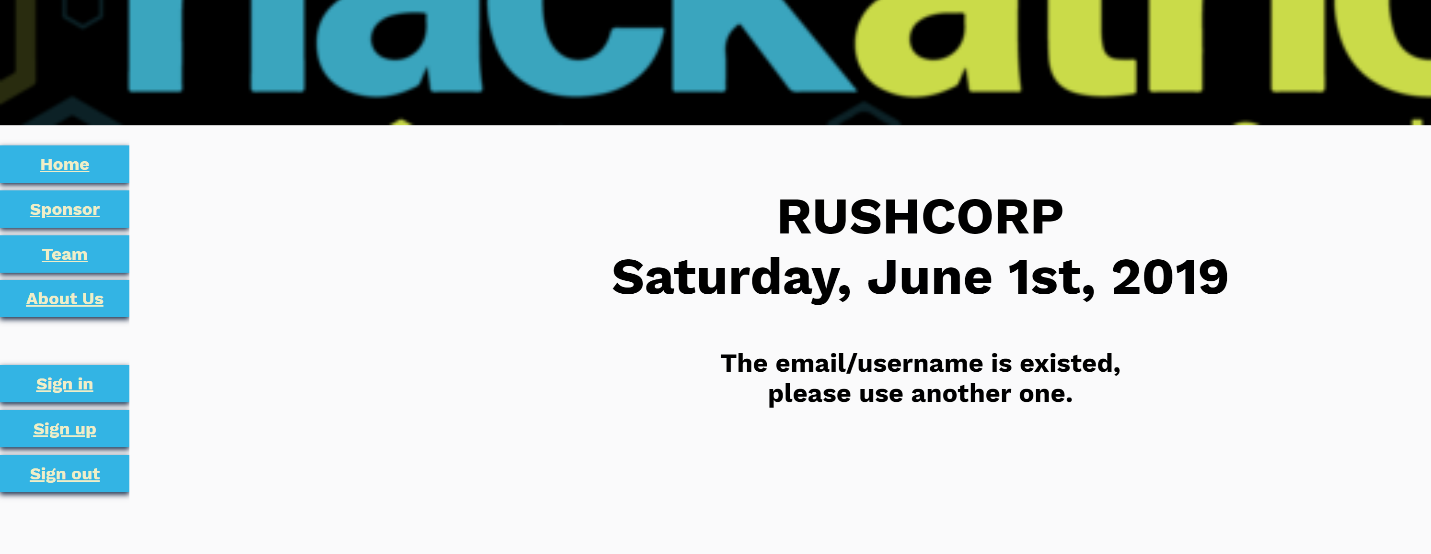 Home
Sponsor
Team
About Us
Sign in
Sign up
Sign out
RUSHCORP
Saturday, June 1st, 2019
The email/username is existed,
please use another one.